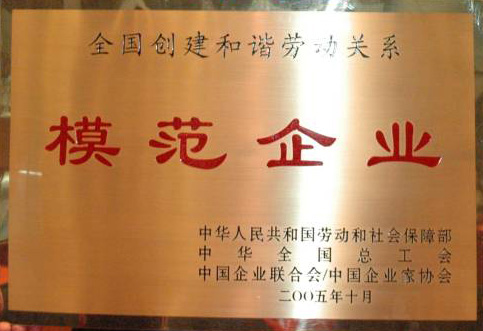 全国创建和谐劳动关系
模范企业
中华人民共和国劳动和社会保障部
中华全国总工会
中国企业联合会/中国企业家协会
二〇〇五年十月